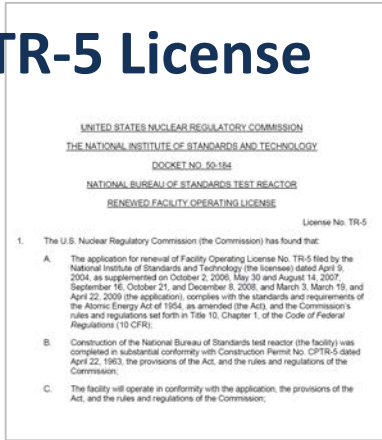 TR-5 License
UNITED STATES NUCLEAR REGULATORY COMMISSION
THE NATIONAL INSTITUTE OF STANDARDS AND TECHNOLOGY
DOCKET NO. 50-184
NATIONAL BUREAU OF STANDARDS TEST REACTOR
RENEWED FACILITY OPERATING LICENSE
License No. TR-5
1. The U.S. Nuclear Regulatory Commission (the Commission) has found that:
A. The application for renewal of Facility Operating License No. TR-5 filed by the
National Institute of Standards and Technology (the licensee) dated April 9,
2004, as supplemented on October 2, 2006, May 30 and August 14, 2007,
September 16, October 21, and December 8, 2008, and March 3, March 19, and
April 22, 2009 (the application), complies with the standards and requirements of
the Atomic Energy Act of 1954, as amended (the Act), and the Commission's
rules and regulations set forth in Title 10, Chapter 1, of the Code of Federal
Regulations (10 CFR);
B. Construction of the National Bureau of Standards test reactor (the facility) was
completed in substantial conformity with Construction Permit No. CPTR-5 dated
April 22, 1963, the provisions of the Act, and the rules and regulations of the
Commission;
C. The facility will operate in conformity with the application, the provisions of the
Act, and the rules and regulations of the Commission;